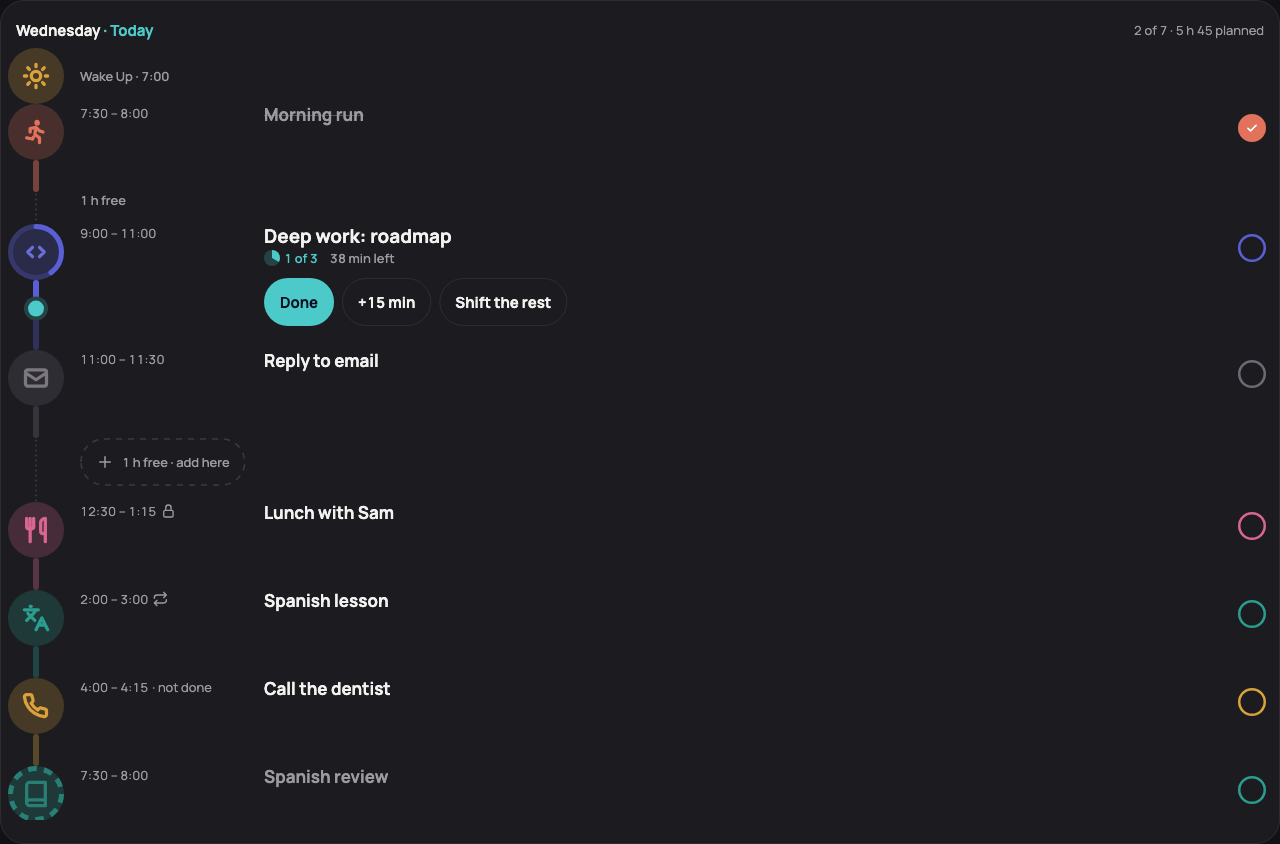 Wednesday · Today
2 of 7 · 5 h 45 planned
Wake Up · 7:00
7:30 – 8:00
Morning run
1 h free
9:00 – 11:00
Deep work: roadmap
1 of 3 38 min left
Done
+15 min
Shift the rest
11:00 – 11:30
Reply to email
1 h free · add here
12:30 – 1:15
Lunch with Sam
2:00 – 3:00
Spanish lesson
4:00 – 4:15 · not done
Call the dentist
7:30 – 8:00
Spanish review